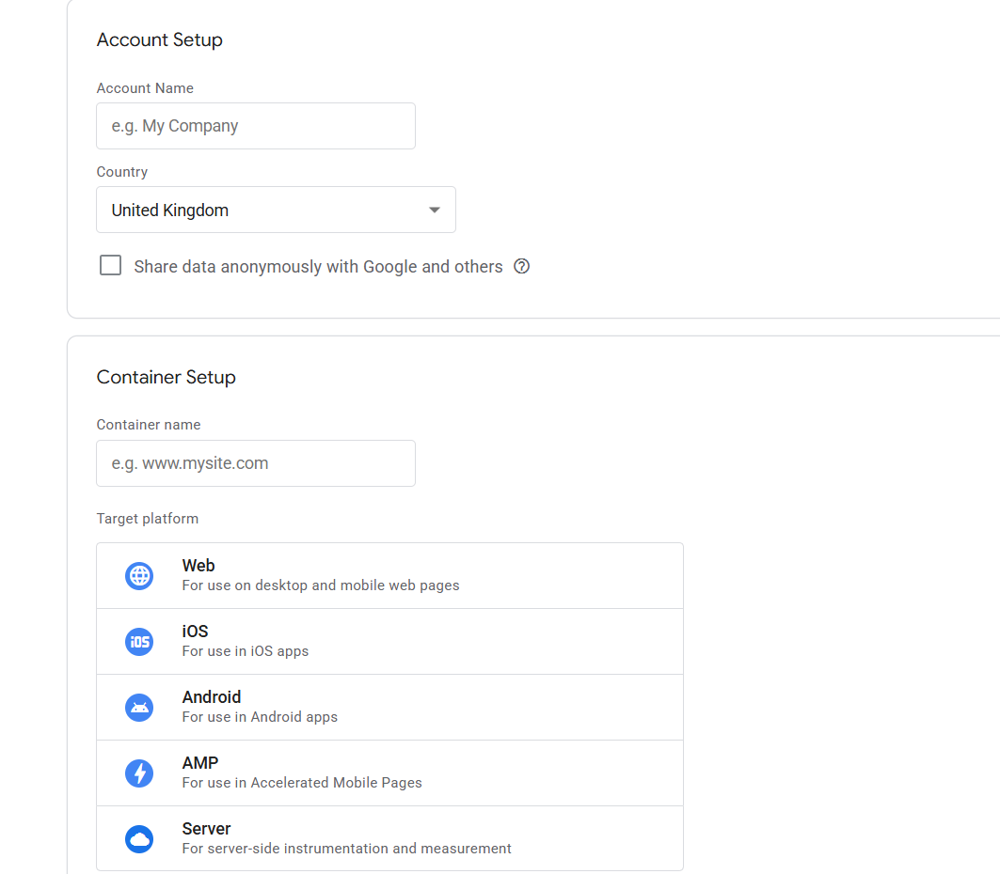 Account Setup
Account Name
e.g. My Company
Country
United Kingdom
Share data anonymously with Google and others
Container Setup
Container name
e.g. www.mysite.com
Target platform
Web
For use on desktop and mobile web pages
iOS
iOS
For use in iOS apps
Android
For use in Android apps
AMP
For use in Accelerated Mobile Pages
Server
For server-side instrumentation and measurement